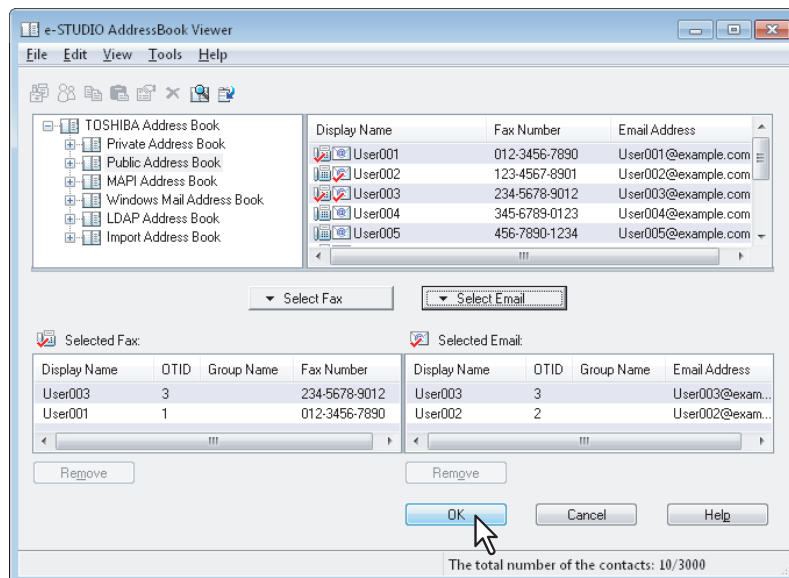 e-STUDIO AddressBook Viewer
File Edit View Tools Help
TOSHIBA Address Book
Private Address Book
Public Address Book
MAPI Address Book
Windows Mail Address Book
LDAP Address Book
Import Address Book
Display Name Fax Number Email Address
User001 012-3456-7890 User001@example.com
User002 123-4567-8901 User002@example.com
User003 234-5678-9012 User003@example.com
User004 345-6789-0123 User004@example.com
User005 456-7890-1234 User005@example.com
Select Fax Select Email
Selected Fax:
Display Name OTID Group Name Fax Number
User003 3 234-5678-9012
User001 1 012-3456-7890
Remove
Selected Email:
Display Name OTID Group Name Email Address
User003 3 User003@exam...
User002 2 User002@exam...
Remove
OK Cancel Help
The total number of the contacts: 10/3000